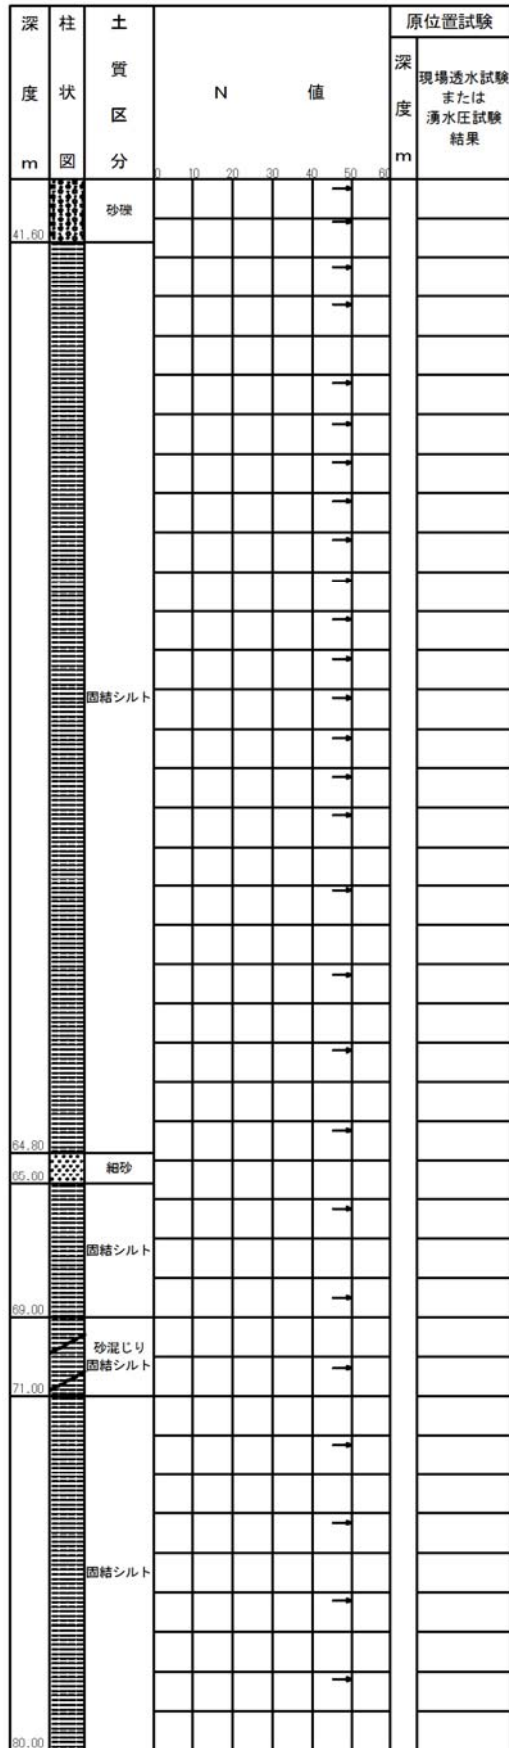 深度m
柱状図
土質区分
N 値
0 10 20 30 40 50 60
原位置試験
深度m
現場透水試験
または
湧水圧試験
結果
砂礫
41.60
固結シルト
64.80
細砂
65.00
固結シルト
69.00
砂混じり
固結シルト
71.00
固結シルト
80.00